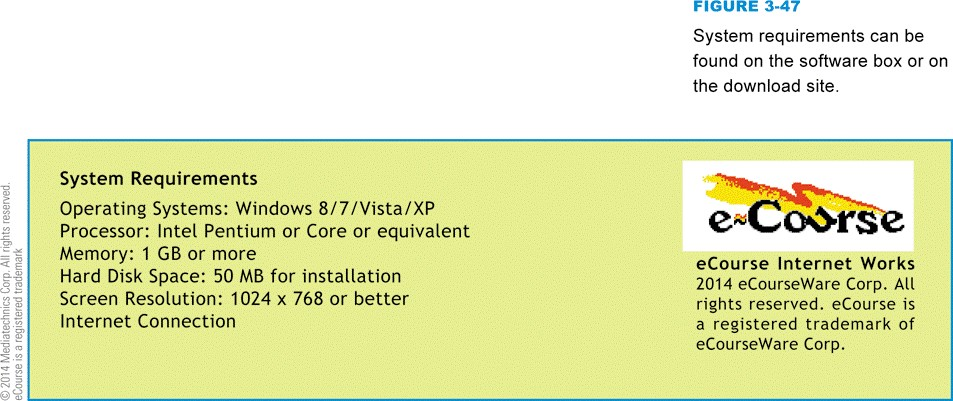 FIGURE 3-47
System requirements can be
found on the software box or on
the download site.
System Requirements
Operating Systems: Windows 8/7/Vista/XP
Processor: Intel Pentium or Core or equivalent
Memory: 1 GB or more
Hard Disk Space: 50 MB for installation
Screen Resolution: 1024 x 768 or better
Internet Connection
e~Course
eCourse Internet Works
2014 eCourseWare Corp. All
rights reserved. eCourse is
a registered trademark of
eCourseWare Corp.
© 2014 Mediatechnics Corp. All rights reserved.
eCourse is a registered trademark